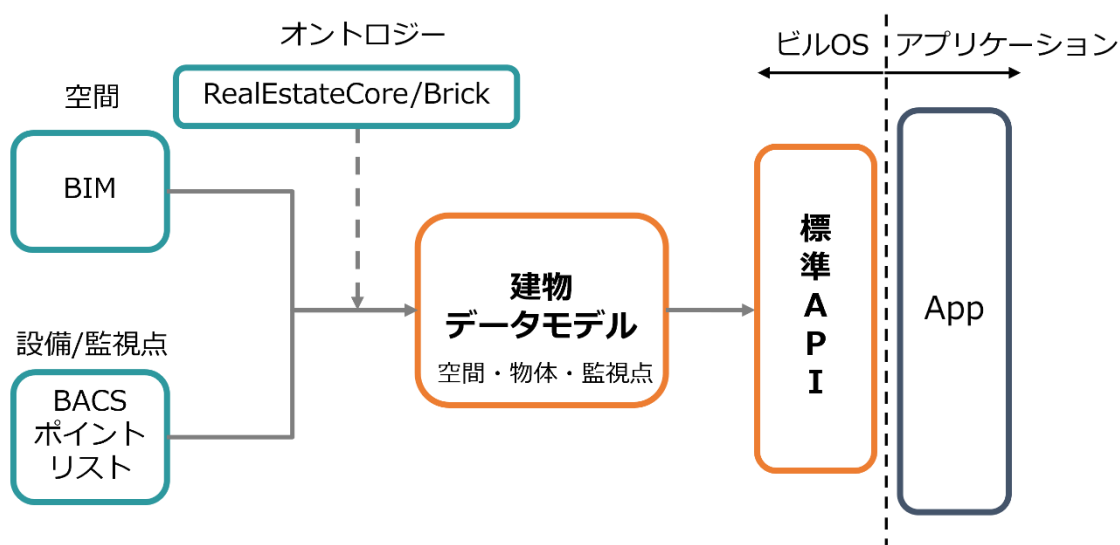 オントロジー
RealEstateCore/Brick
ビルOS
アプリケーション
空間
BIM
設備/監視点
BACS
ポイント
リスト
建物
データモデル
空間・物体・監視点
標
準
A
P
I
App